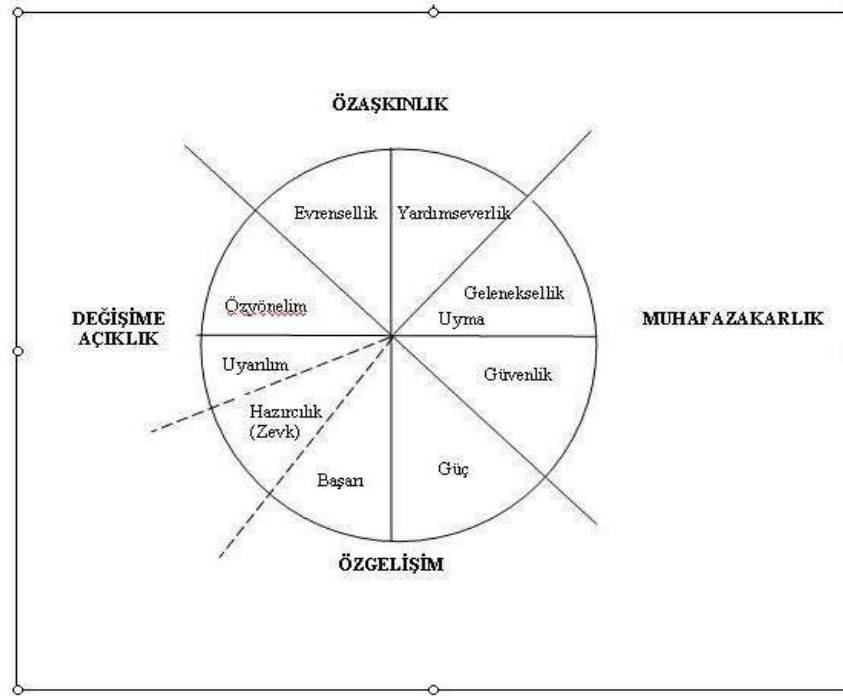 ÖZAŞKINLIK
Evrensellik
Yardımseverlik
Geleneksellik
Uyma
Özyönelim
DEĞİŞİME
AÇIKLIK
MUHAFAZAKARLIK
Uyarılım
Güvenlik
Hazırcılık
(Zevk)
Başarı
Güç
ÖZGELİŞİM